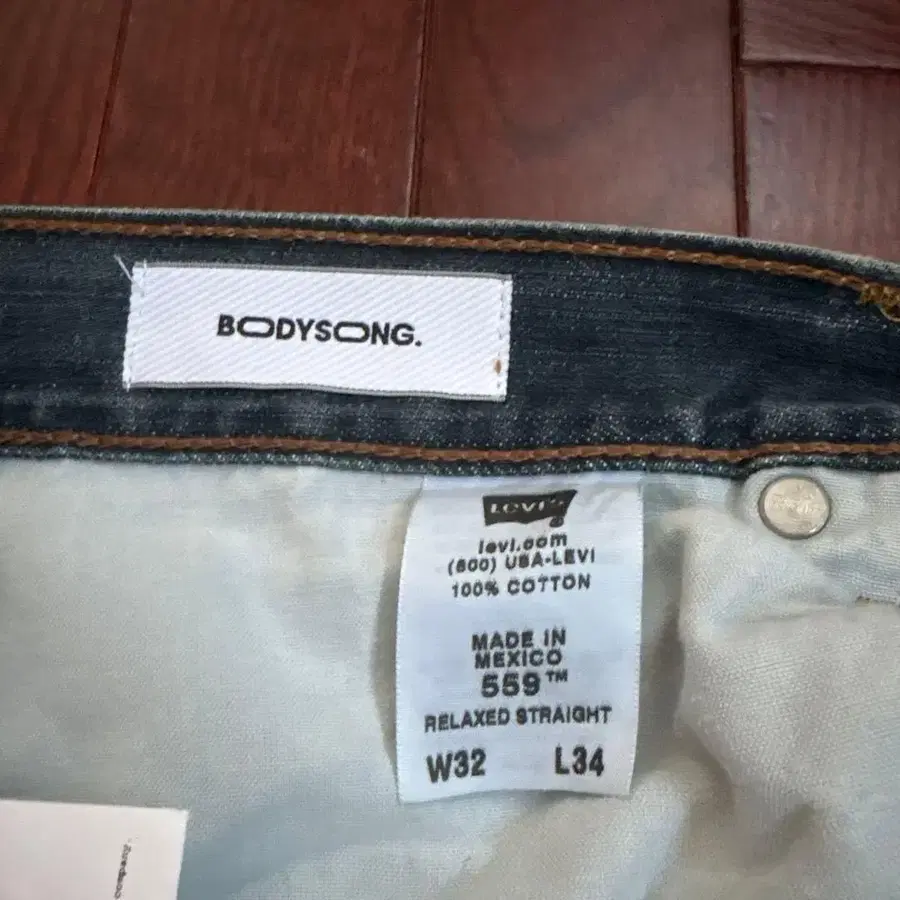 BODYSONG.
LEVI'S
levi.com
(800) USA-LEVI
100% COTTON
MADE IN
MEXICO
559™
RELAXED STRAIGHT
W32 L34